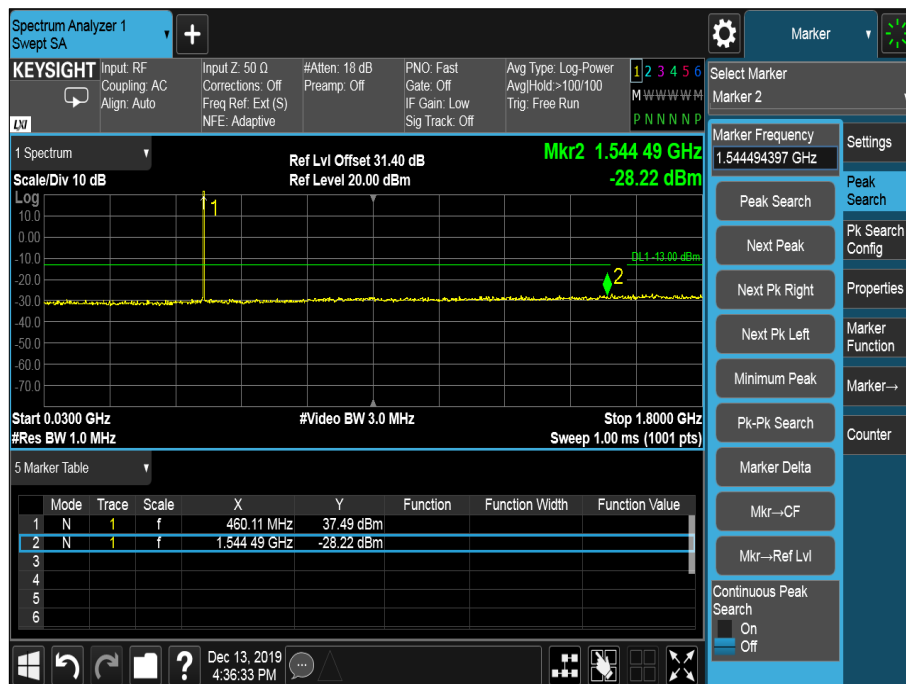 Spectrum Analyzer 1
Swept SA
Marker
KEYSIGHT
LXI
Input: RF
Coupling: AC
Align: Auto
Input Z: 50 Ω
Corrections: Off
Freq Ref: Ext (S)
NFE: Adaptive
#Atten: 18 dB
Preamp: Off
PNO: Fast
Gate: Off
IF Gain: Low
Sig Track: Off
Avg Type: Log-Power
Avg|Hold:>100/100
Trig: Free Run
1 2 3 4 5 6
M W W W W M
P N N N N P
Select Marker
Marker 2
1 Spectrum
Scale/Div 10 dB
Log
Ref Lvl Offset 31.40 dB
Ref Level 20.00 dBm
Mkr2 1.544 49 GHz
-28.22 dBm
10.0
0.00
-10.0
-20.0
-30.0
-40.0
-50.0
-60.0
-70.0
1
DL1 -13.00 dBm
2
Start 0.0300 GHz
#Res BW 1.0 MHz
#Video BW 3.0 MHz
Stop 1.8000 GHz
Sweep 1.00 ms (1001 pts)
5 Marker Table
Mode Trace Scale X Y Function Function Width Function Value
1 N 1 f 460.11 MHz 37.49 dBm
2 N 1 f 1.544 49 GHz -28.22 dBm
3
4
5
6
Marker Frequency
1.544494397 GHz
Peak Search
Next Peak
Next Pk Right
Next Pk Left
Minimum Peak
Pk-Pk Search
Marker Delta
Mkr→CF
Mkr→Ref Lvl
Continuous Peak
Search
On
Off
Settings
Peak
Search
Pk Search
Config
Properties
Marker
Function
Marker→
Counter
?
Dec 13, 2019
4:36:33 PM